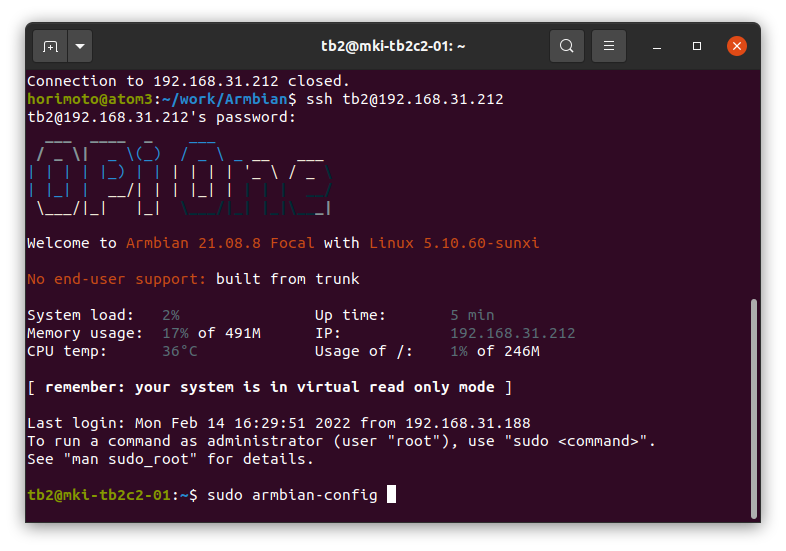 tb2@mki-tb2c2-01: ~
Connection to 192.168.31.212 closed.
horimoto@atom3:~/work/Armbian$ ssh tb2@192.168.31.212
tb2@192.168.31.212's password:
OPi One
Welcome to Armbian 21.08.8 Focal with Linux 5.10.60-sunxi
No end-user support: built from trunk
System load: 2% Up time: 5 min
Memory usage: 17% of 491M IP: 192.168.31.212
CPU temp: 36°C Usage of /: 1% of 246M
[ remember: your system is in virtual read only mode ]
Last login: Mon Feb 14 16:29:51 2022 from 192.168.31.188
To run a command as administrator (user "root"), use "sudo <command>".
See "man sudo_root" for details.
tb2@mki-tb2c2-01:~$ sudo armbian-config